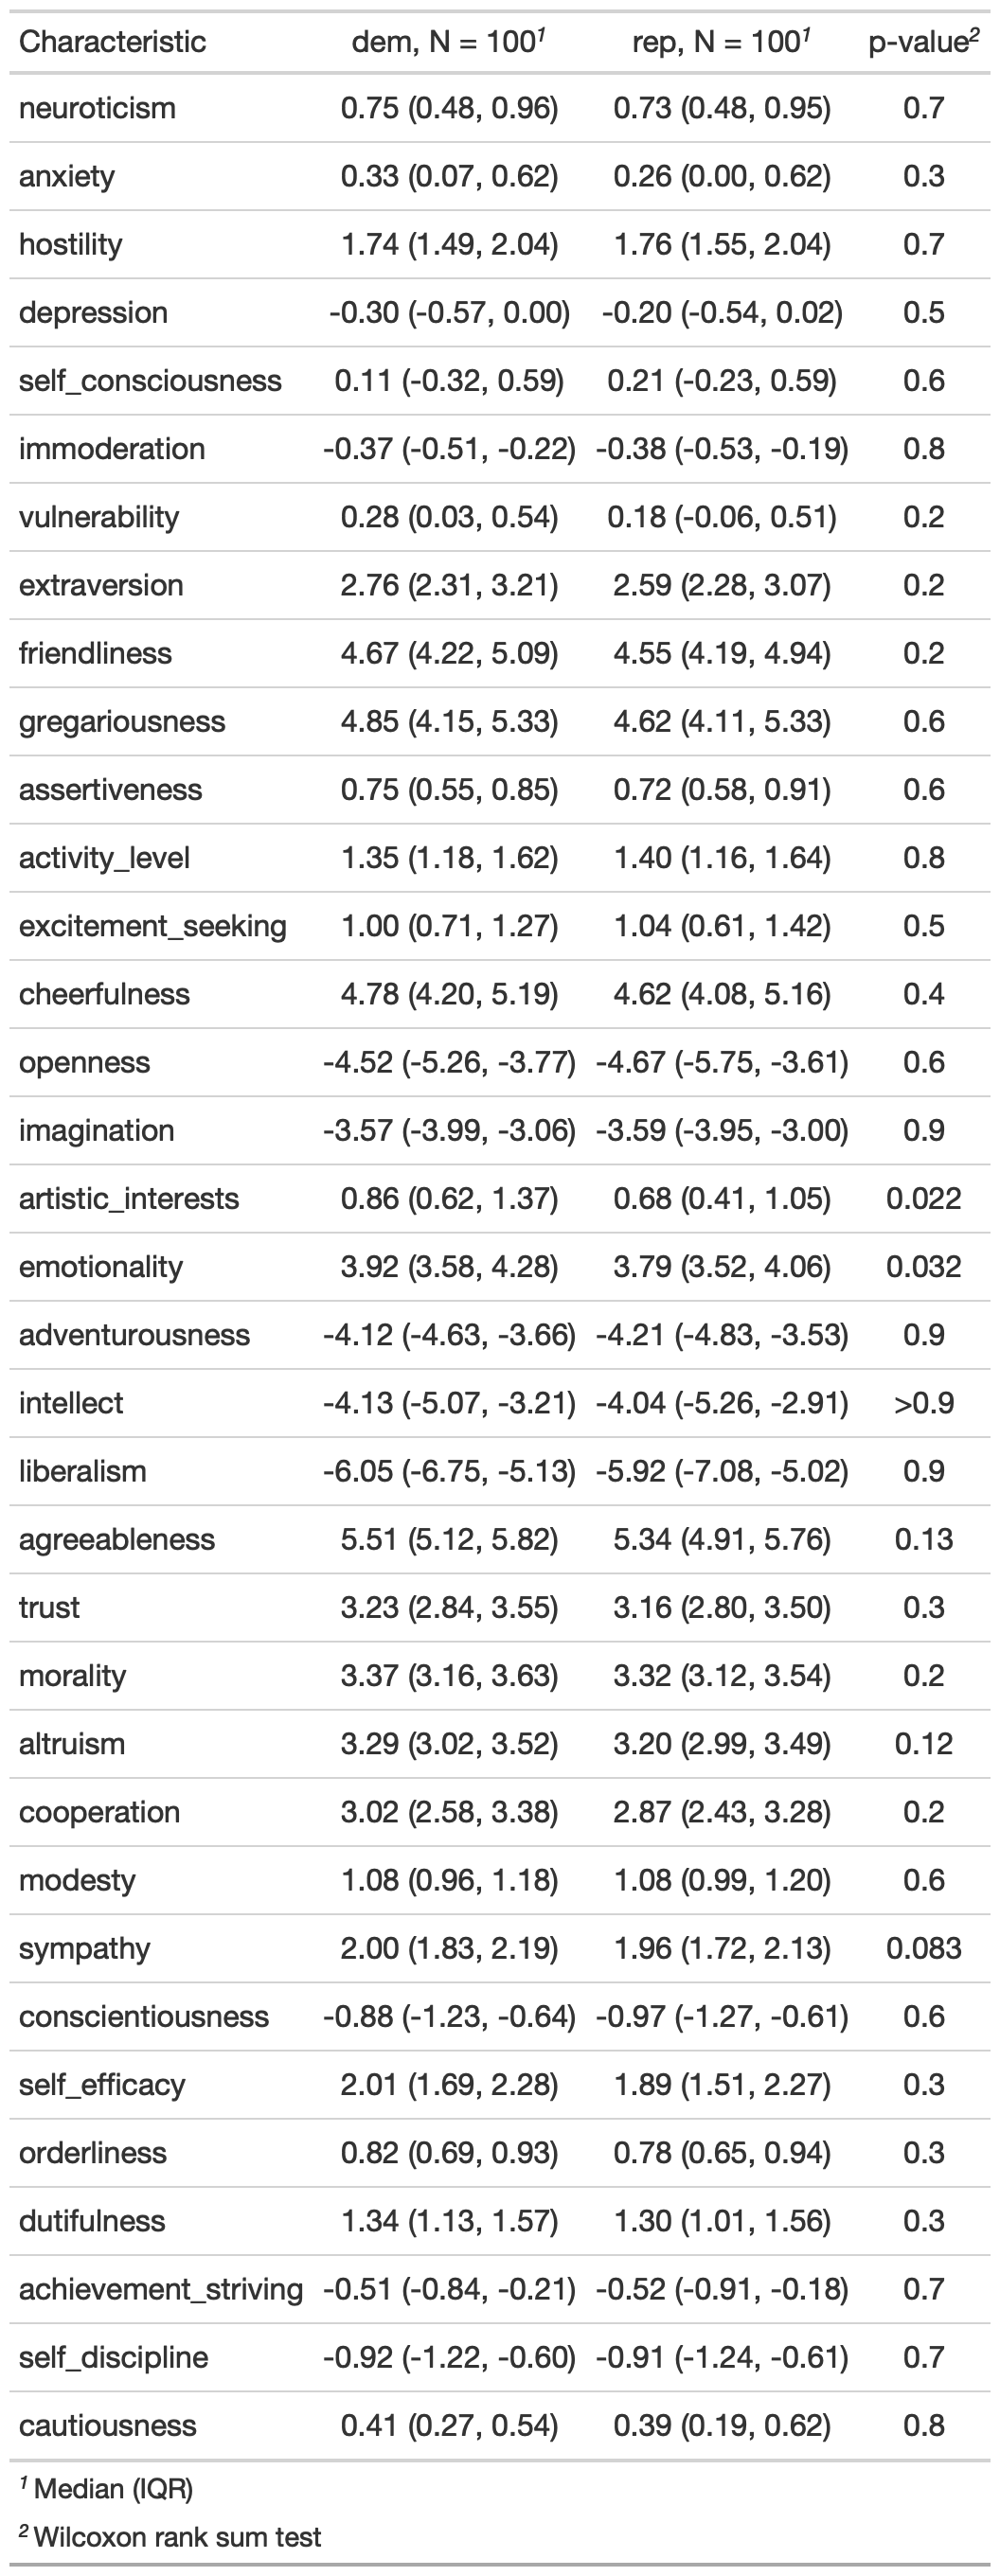 Characteristic dem, N = 100¹ rep, N = 100¹ p-value²
neuroticism 0.75 (0.48, 0.96) 0.73 (0.48, 0.95) 0.7
anxiety 0.33 (0.07, 0.62) 0.26 (0.00, 0.62) 0.3
hostility 1.74 (1.49, 2.04) 1.76 (1.55, 2.04) 0.7
depression -0.30 (-0.57, 0.00) -0.20 (-0.54, 0.02) 0.5
self_consciousness 0.11 (-0.32, 0.59) 0.21 (-0.23, 0.59) 0.6
immoderation -0.37 (-0.51, -0.22) -0.38 (-0.53, -0.19) 0.8
vulnerability 0.28 (0.03, 0.54) 0.18 (-0.06, 0.51) 0.2
extraversion 2.76 (2.31, 3.21) 2.59 (2.28, 3.07) 0.2
friendliness 4.67 (4.22, 5.09) 4.55 (4.19, 4.94) 0.2
gregariousness 4.85 (4.15, 5.33) 4.62 (4.11, 5.33) 0.6
assertiveness 0.75 (0.55, 0.85) 0.72 (0.58, 0.91) 0.6
activity_level 1.35 (1.18, 1.62) 1.40 (1.16, 1.64) 0.8
excitement_seeking 1.00 (0.71, 1.27) 1.04 (0.61, 1.42) 0.5
cheerfulness 4.78 (4.20, 5.19) 4.62 (4.08, 5.16) 0.4
openness -4.52 (-5.26, -3.77) -4.67 (-5.75, -3.61) 0.6
imagination -3.57 (-3.99, -3.06) -3.59 (-3.95, -3.00) 0.9
artistic_interests 0.86 (0.62, 1.37) 0.68 (0.41, 1.05) 0.022
emotionality 3.92 (3.58, 4.28) 3.79 (3.52, 4.06) 0.032
adventurousness -4.12 (-4.63, -3.66) -4.21 (-4.83, -3.53) 0.9
intellect -4.13 (-5.07, -3.21) -4.04 (-5.26, -2.91) >0.9
liberalism -6.05 (-6.75, -5.13) -5.92 (-7.08, -5.02) 0.9
agreeableness 5.51 (5.12, 5.82) 5.34 (4.91, 5.76) 0.13
trust 3.23 (2.84, 3.55) 3.16 (2.80, 3.50) 0.3
morality 3.37 (3.16, 3.63) 3.32 (3.12, 3.54) 0.2
altruism 3.29 (3.02, 3.52) 3.20 (2.99, 3.49) 0.12
cooperation 3.02 (2.58, 3.38) 2.87 (2.43, 3.28) 0.2
modesty 1.08 (0.96, 1.18) 1.08 (0.99, 1.20) 0.6
sympathy 2.00 (1.83, 2.19) 1.96 (1.72, 2.13) 0.083
conscientiousness -0.88 (-1.23, -0.64) -0.97 (-1.27, -0.61) 0.6
self_efficacy 2.01 (1.69, 2.28) 1.89 (1.51, 2.27) 0.3
orderliness 0.82 (0.69, 0.93) 0.78 (0.65, 0.94) 0.3
dutifulness 1.34 (1.13, 1.57) 1.30 (1.01, 1.56) 0.3
achievement_striving -0.51 (-0.84, -0.21) -0.52 (-0.91, -0.18) 0.7
self_discipline -0.92 (-1.22, -0.60) -0.91 (-1.24, -0.61) 0.7
cautiousness 0.41 (0.27, 0.54) 0.39 (0.19, 0.62) 0.8
¹ Median (IQR)
² Wilcoxon rank sum test